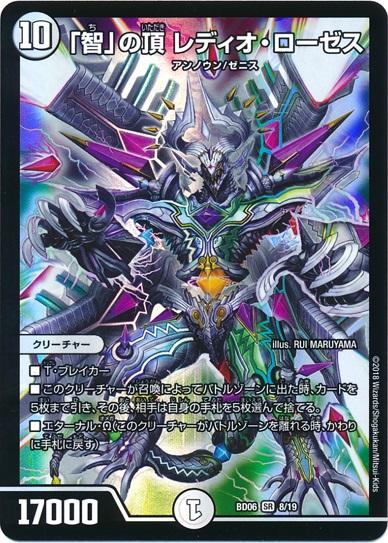 10
「智」の頂 レディオ・ローゼス
ち いただき
アンノウン/ゼニス
クリーチャー
illus. RUI MARUYAMA
■T・ブレイカー
■このクリーチャーが召喚によってバトルゾーンに出た時、カードを
5枚まで引き、その後、相手は自身の手札を5枚選んで捨てる。
■エターナル・Ω(このクリーチャーがバトルゾーンを離れる時、かわり
に手札に戻す)
©2018 Wizards/Shogakukan/Mitsui-Kids
17000
1
BD06 SR 8/19